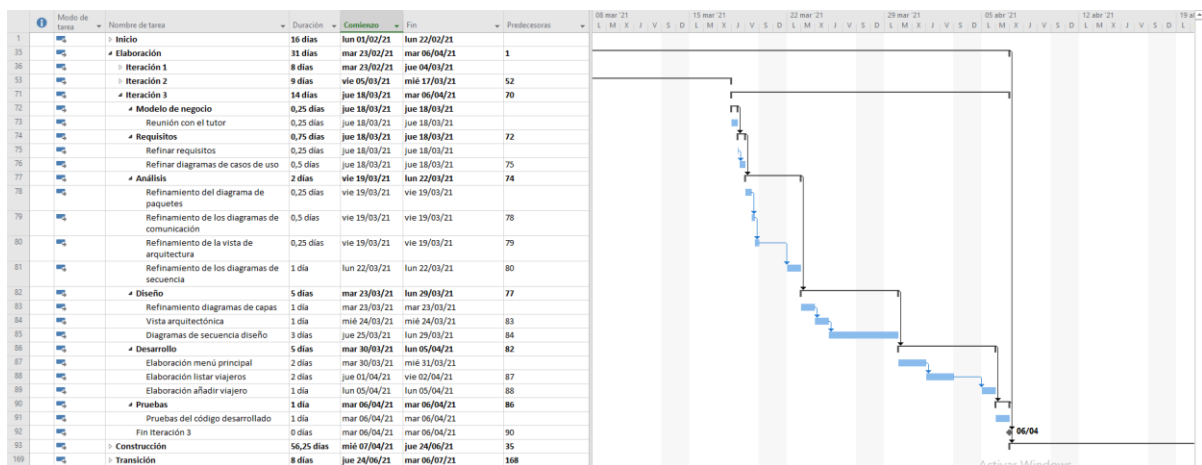 Modo de tarea Nombre de tarea Duración Comienzo Fin Predecesoras
08 mar '21 15 mar '21 22 mar '21 29 mar '21 05 abr '21 12 abr '21 19 a
L M X J V S D L M X J V S D L M X J V S D L M X J V S D L M X J V S D L M X J V S D L
1 Inicio 16 días lun 01/02/21 lun 22/02/21
35 Elaboración 31 días mar 23/02/21 mar 06/04/21 1
36 Iteración 1 8 días mar 23/02/21 jue 04/03/21
53 Iteración 2 9 días vie 05/03/21 mié 17/03/21 52
71 Iteración 3 14 días jue 18/03/21 mar 06/04/21 70
72 Modelo de negocio 0,25 días jue 18/03/21 jue 18/03/21
73 Reunión con el tutor 0,25 días jue 18/03/21 jue 18/03/21
74 Requisitos 0,75 días jue 18/03/21 jue 18/03/21 72
75 Refinar requisitos 0,25 días jue 18/03/21 jue 18/03/21
76 Refinar diagramas de casos de uso 0,5 días jue 18/03/21 jue 18/03/21 75
77 Análisis 2 días vie 19/03/21 lun 22/03/21 74
78 Refinamiento del diagrama de 0,25 días vie 19/03/21 vie 19/03/21
paquetes
79 Refinamiento de los diagramas de 0,5 días vie 19/03/21 vie 19/03/21 78
comunicación
80 Refinamiento de la vista de 0,25 días vie 19/03/21 vie 19/03/21 79
arquitectura
81 Refinamiento de los diagramas de 1 día lun 22/03/21 lun 22/03/21 80
secuencia
82 Diseño 5 días mar 23/03/21 lun 29/03/21 77
83 Refinamiento diagramas de capas 1 día mar 23/03/21 mar 23/03/21
84 Vista arquitectónica 1 día mié 24/03/21 mié 24/03/21 83
85 Diagramas de secuencia diseño 3 días jue 25/03/21 lun 29/03/21 84
86 Desarrollo 5 días mar 30/03/21 lun 05/04/21 82
87 Elaboración menú principal 2 días mar 30/03/21 mié 31/03/21
88 Elaboración listar viajeros 2 días jue 01/04/21 vie 02/04/21 87
89 Elaboración añadir viajero 1 día lun 05/04/21 lun 05/04/21 88
90 Pruebas 1 día mar 06/04/21 mar 06/04/21 86
91 Pruebas del código desarrollado 1 día mar 06/04/21 mar 06/04/21
92 Fin Iteración 3 0 días mar 06/04/21 mar 06/04/21 90 06/04
93 Construcción 56,25 días mié 07/04/21 jue 24/06/21 35
169 Transición 8 días jue 24/06/21 mar 06/07/21 168
Activar Windows